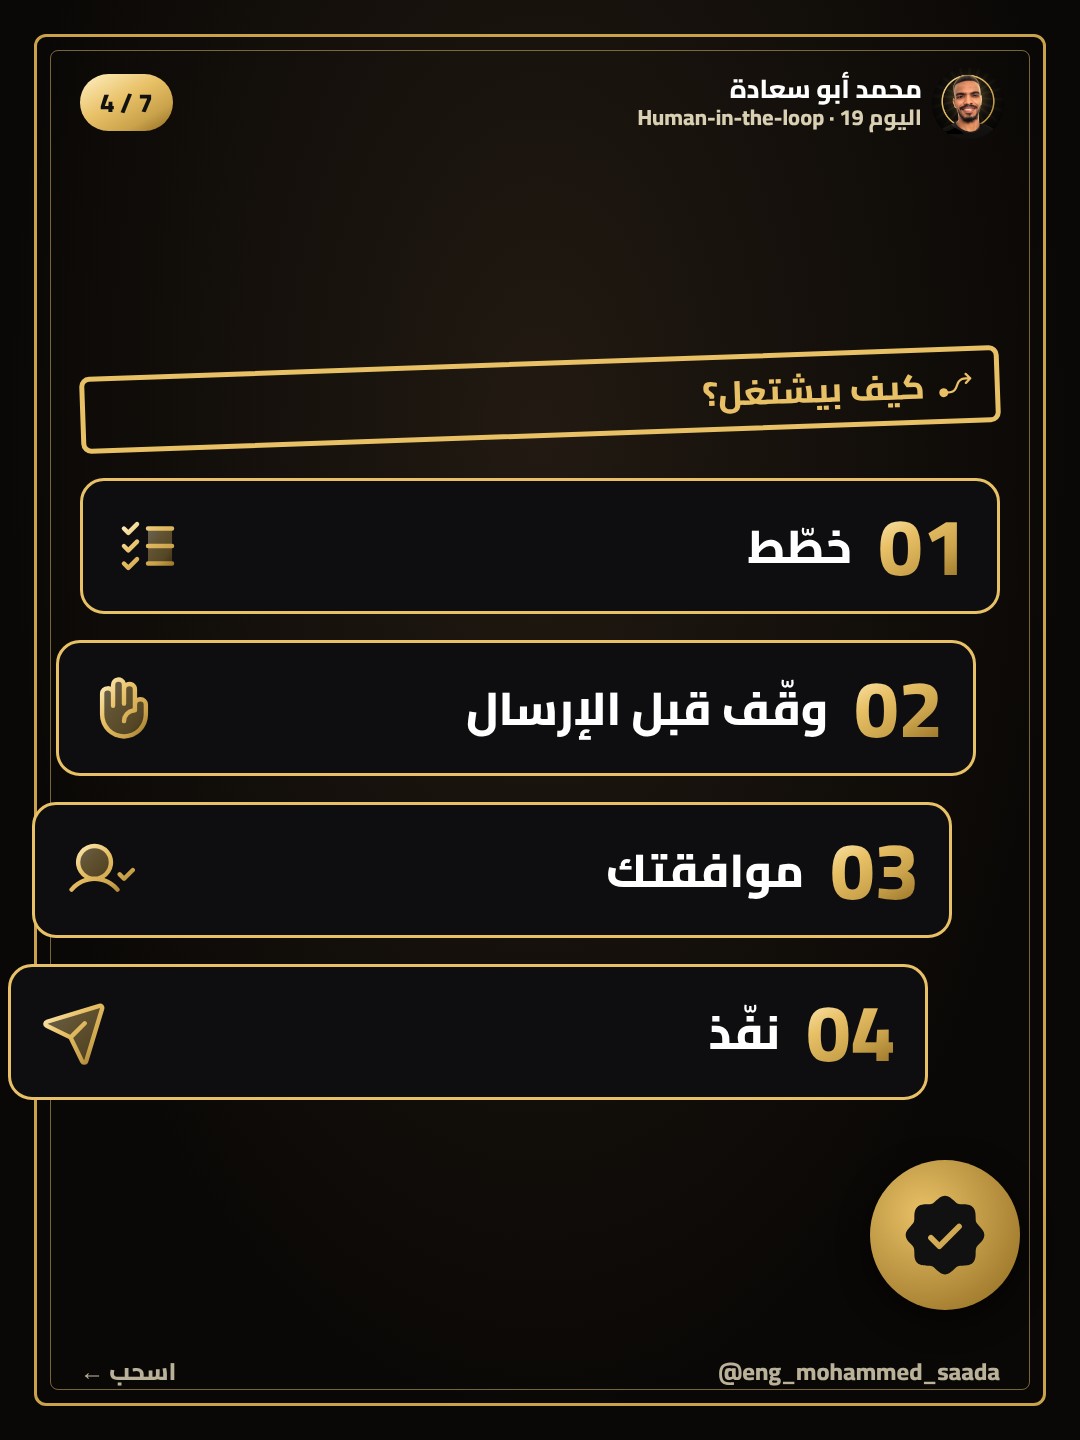 محمد أبو سعادة
اليوم 19 · Human-in-the-loop
4 / 7
كيف بيشتغل؟
01 خطّط
02 وقّف قبل الإرسال
03 موافقتك
04 نفّذ
@eng_mohammed_saada
اسحب ←